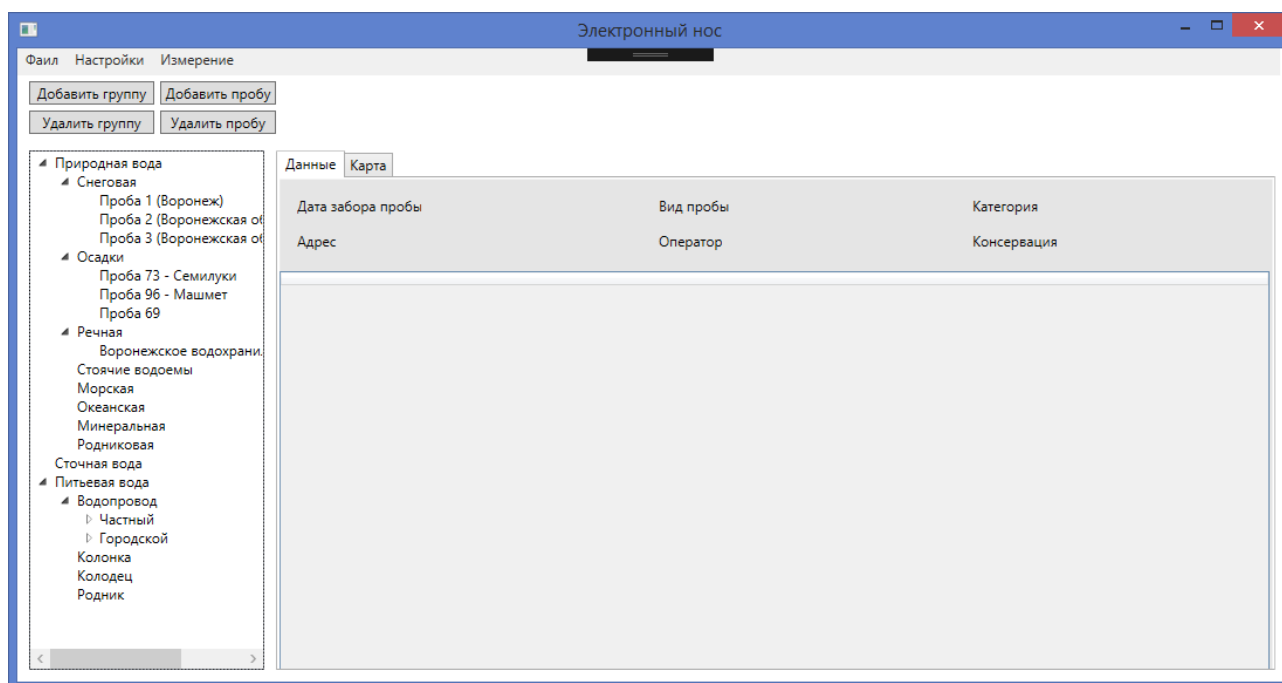 Электронный нос
Фаил Настройки Измерение
Добавить группу Добавить пробу
Удалить группу Удалить пробу
Природная вода
Снеговая
Проба 1 (Воронеж)
Проба 2 (Воронежская об
Проба 3 (Воронежская об
Осадки
Проба 73 - Семилуки
Проба 96 - Машмет
Проба 69
Речная
Воронежское водохрани
Стоячие водоемы
Морская
Океанская
Минеральная
Родниковая
Сточная вода
Питьевая вода
Водопровод
Частный
Городской
Колонка
Колодец
Родник
Данные Карта
Дата забора пробы Вид пробы Категория
Адрес Оператор Консервация